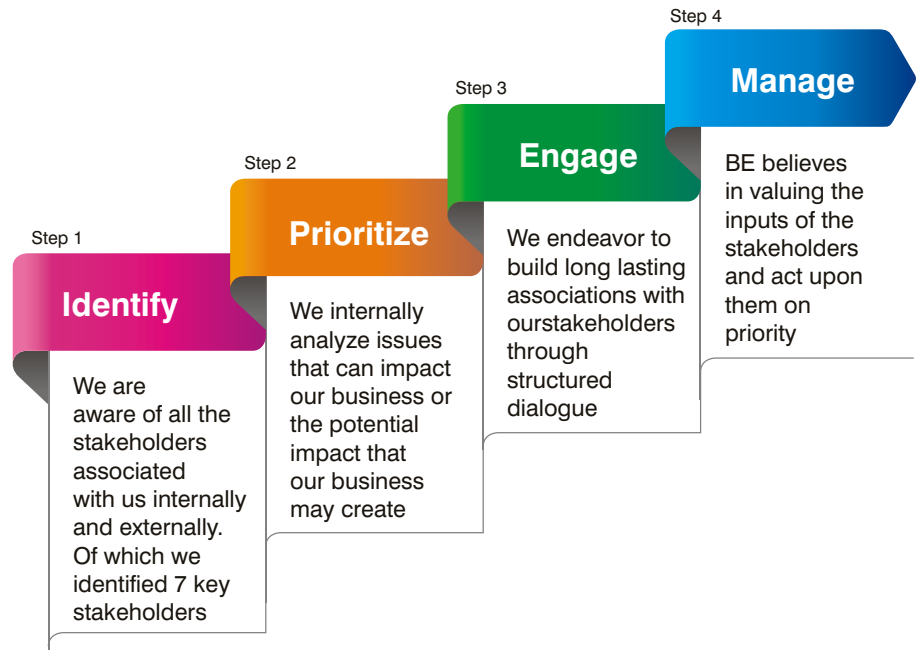 Step 1
Identify
We are
aware of all the
stakeholders
associated
with us internally
and externally.
Of which we
identified 7 key
stakeholders
Step 2
Prioritize
We internally
analyze issues
that can impact
our business or
the potential
impact that
our business
may create
Step 3
Engage
We endeavor to
build long lasting
associations with
ourstakeholders
through
structured
dialogue
Step 4
Manage
BE believes
in valuing the
inputs of the
stakeholders
and act upon
them on
priority